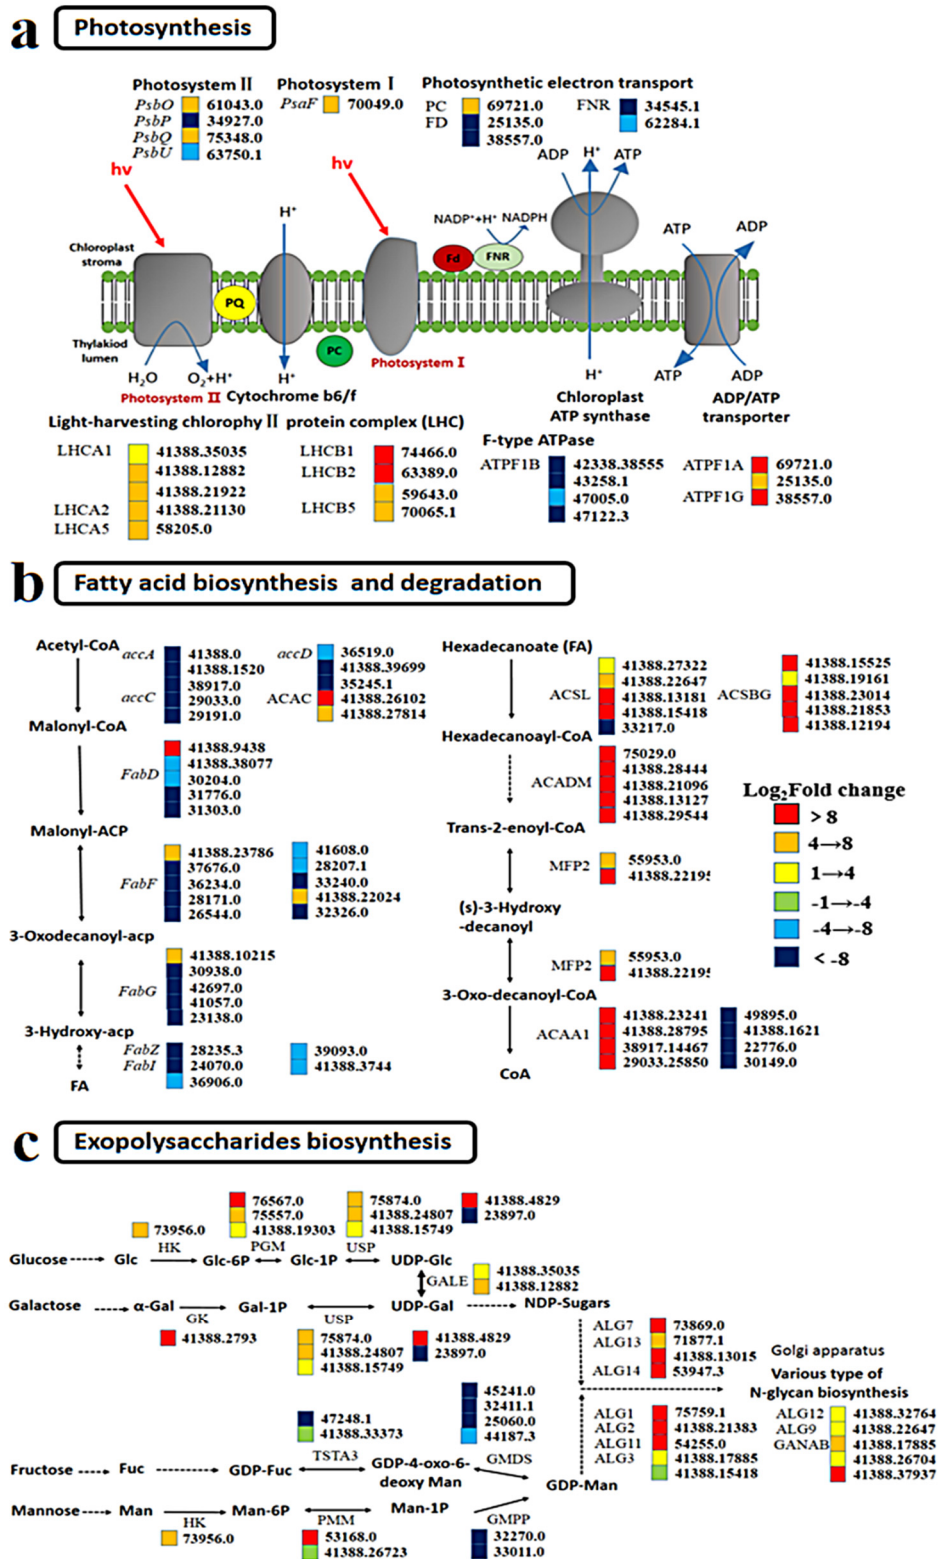 a Photosynthesis
Photosystem II
PsbO 61043.0
PsbP 34927.0
PsbQ 75348.0
PsbU 63750.1
Photosystem I
PsaF 70049.0
Photosynthetic electron transport
PC 69721.0
FD 25135.0
38557.0
FNR 34545.1
62284.1
hv
hv
H⁺
ADP H⁺ ATP
NADP⁺+H⁺ NADPH
ATP ADP
Chloroplast
stroma
Fd FNR
PQ
PC
Thylakiod
lumen
H₂O O₂+H⁺ H⁺
Photosystem I
H⁺ ATP ADP
Photosystem II Cytochrome b6/f
Chloroplast
ATP synthase
ADP/ATP
transporter
Light-harvesting chlorophy II protein complex (LHC)
LHCA1 41388.35035
41388.12882
41388.21922
LHCA2 41388.21130
LHCA5 58205.0
LHCB1 74466.0
LHCB2 63389.0
59643.0
LHCB5 70065.1
F-type ATPase
ATPF1B 42338.38555
43258.1
47005.0
47122.3
ATPF1A 69721.0
25135.0
ATPF1G 38557.0
b Fatty acid biosynthesis and degradation
Acetyl-CoA
accA 41388.0
41388.1520
38917.0
accC 29033.0
29191.0
accD 36519.0
41388.39699
35245.1
ACAC 41388.26102
41388.27814
Malonyl-CoA
FabD 41388.9438
41388.38077
30204.0
31776.0
31303.0
Malonyl-ACP
FabF 41388.23786
37676.0
36234.0
28171.0
26544.0
41608.0
28207.1
33240.0
41388.22024
32326.0
3-Oxodecanoyl-acp
FabG 41388.10215
30938.0
42697.0
41057.0
23138.0
3-Hydroxy-acp
FabZ 28235.3
FabI 24070.0
36906.0
39093.0
41388.3744
FA
Hexadecanoate (FA)
ACSL 41388.27322
41388.22647
41388.13181
41388.15418
33217.0
ACSBG 41388.15525
41388.19161
41388.23014
41388.21853
41388.12194
Hexadecanoayl-CoA
ACADM 75029.0
41388.28444
41388.21096
41388.13127
41388.29544
Trans-2-enoyl-CoA
MFP2 55953.0
41388.22195
(s)-3-Hydroxy
-decanoyl
MFP2 55953.0
41388.22195
3-Oxo-decanoyl-CoA
ACAA1 41388.23241
41388.28795
38917.14467
29033.25850
49895.0
41388.1621
22776.0
30149.0
CoA
Log₂Fold change
> 8
4→8
1→4
-1→-4
-4→-8
< -8
c Exopolysaccharides biosynthesis
73956.0
76567.0
75557.0
41388.19303
75874.0
41388.24807
41388.15749
41388.4829
23897.0
HK PGM USP
Glucose Glc Glc-6P Glc-1P UDP-Glc
GALE 41388.35035
41388.12882
Galactose α-Gal Gal-1P UDP-Gal NDP-Sugars
GK USP
41388.2793
75874.0
41388.24807
41388.15749
41388.4829
23897.0
ALG7 73869.0
ALG13 71877.1
41388.13015
ALG14 53947.3
Golgi apparatus
Various type of
N-glycan biosynthesis
45241.0
32411.1
25060.0
44187.3
47248.1
41388.33373
ALG1 75759.1
ALG2 41388.21383
ALG11 54255.0
ALG3 41388.17885
41388.15418
ALG12 41388.32764
ALG9 41388.22647
GANAB 41388.17885
41388.26704
41388.37937
TSTA3 GMDS
Fructose Fuc GDP-Fuc GDP-4-oxo-6-
deoxy Man
GDP-Man
Mannose Man Man-6P Man-1P
HK PMM GMPP
73956.0
53168.0
41388.26723
32270.0
33011.0